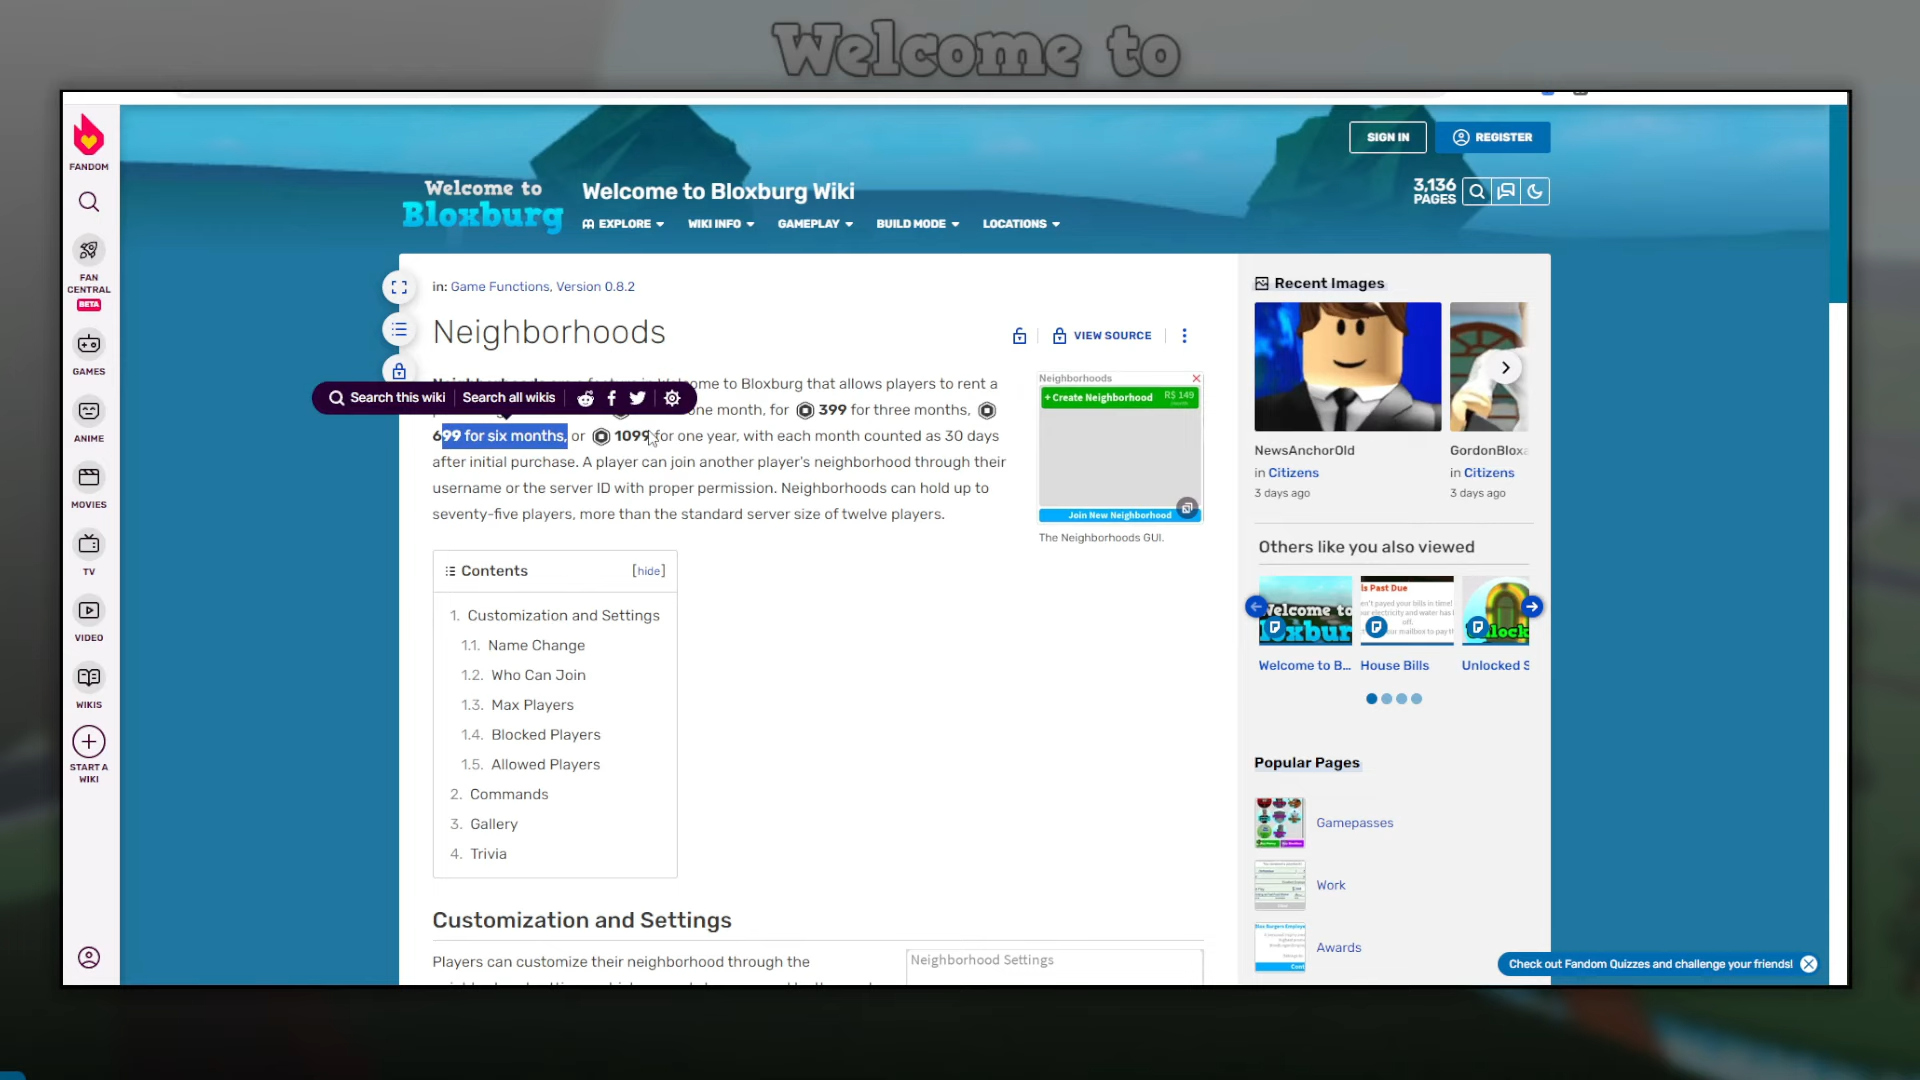 Welcome to
FANDOM
FAN
CENTRAL
BETA
GAMES
ANIME
MOVIES
TV
VIDEO
WIKIS
START A
WIKI
SIGN IN
REGISTER
Welcome to
Bloxburg
Welcome to Bloxburg Wiki
3,136
PAGES
EXPLORE
WIKI INFO
GAMEPLAY
BUILD MODE
LOCATIONS
in: Game Functions, Version 0.8.2
Neighborhoods
VIEW SOURCE
come to Bloxburg that allows players to rent a
Search this wiki
Search all wikis
one month, for 399 for three months,
699 for six months, or 1099 for one year, with each month counted as 30 days
after initial purchase. A player can join another player's neighborhood through their
username or the server ID with proper permission. Neighborhoods can hold up to
seventy-five players, more than the standard server size of twelve players.
Neighborhoods
+ Create Neighborhood R$ 149
Join New Neighborhood
The Neighborhoods GUI.
Contents [hide]
1. Customization and Settings
1.1. Name Change
1.2. Who Can Join
1.3. Max Players
1.4. Blocked Players
1.5. Allowed Players
2. Commands
3. Gallery
4. Trivia
Customization and Settings
Players can customize their neighborhood through the
Neighborhood Settings
Recent Images
NewsAnchorOld
in Citizens
3 days ago
GordonBloxa
in Citizens
3 days ago
Others like you also viewed
Welcome to
is Past Due
Welcome to B...
House Bills
Unlocked S
Popular Pages
Gamepasses
Work
Awards
Check out Fandom Quizzes and challenge your friends!